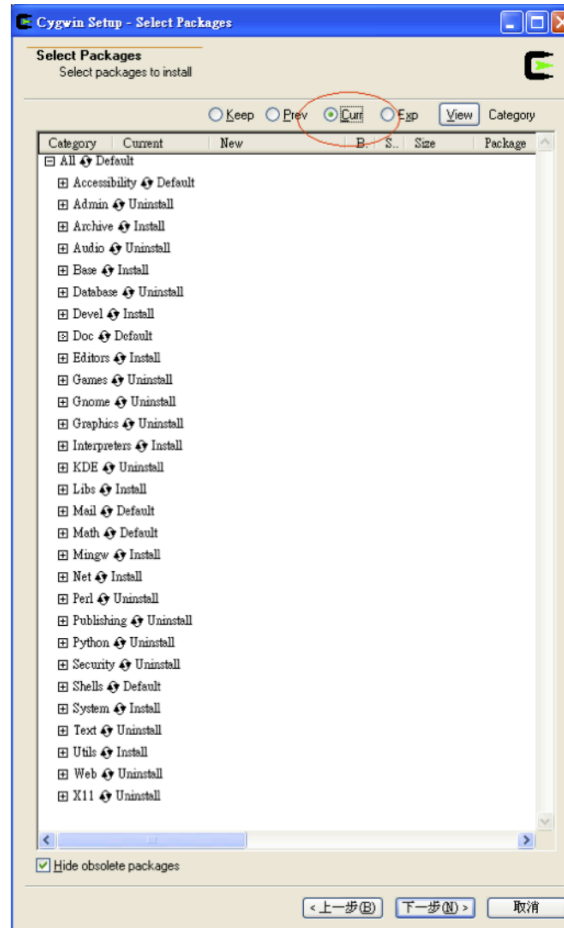 Cygwin Setup - Select Packages
Select Packages
Select packages to install
Keep Prev Curr Exp View Category
Category Current New B. S.. Size Package
All Default
Accessibility Default
Admin Uninstall
Archive Install
Audio Uninstall
Base Install
Database Uninstall
Devel Install
Doc Default
Editors Install
Games Uninstall
Gnome Uninstall
Graphics Uninstall
Interpreters Install
KDE Uninstall
Libs Install
Mail Default
Math Default
Mingw Install
Net Install
Perl Uninstall
Publishing Uninstall
Python Uninstall
Security Uninstall
Shells Default
System Install
Text Uninstall
Utils Install
Web Uninstall
X11 Uninstall
Hide obsolete packages
<上一步(B) 下一步(N)> 取消